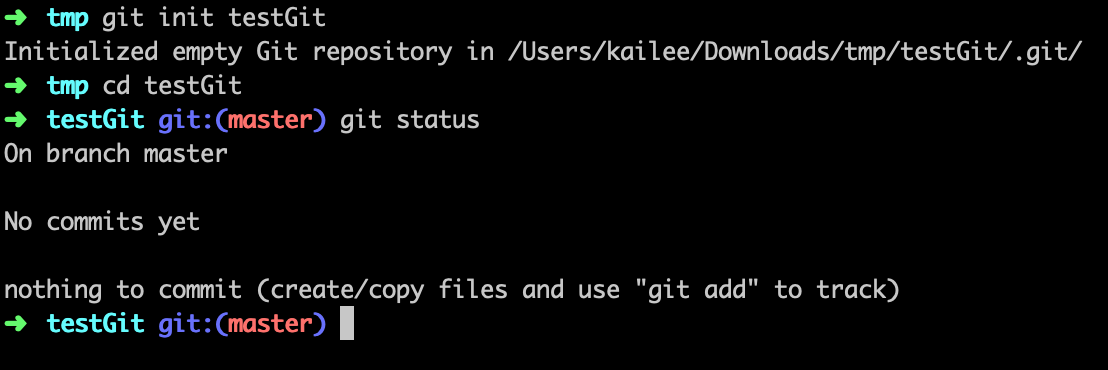 ➜ tmp git init testGit
Initialized empty Git repository in /Users/kailee/Downloads/tmp/testGit/.git/
➜ tmp cd testGit
➜ testGit git:(master) git status
On branch master
No commits yet
nothing to commit (create/copy files and use "git add" to track)
➜ testGit git:(master)